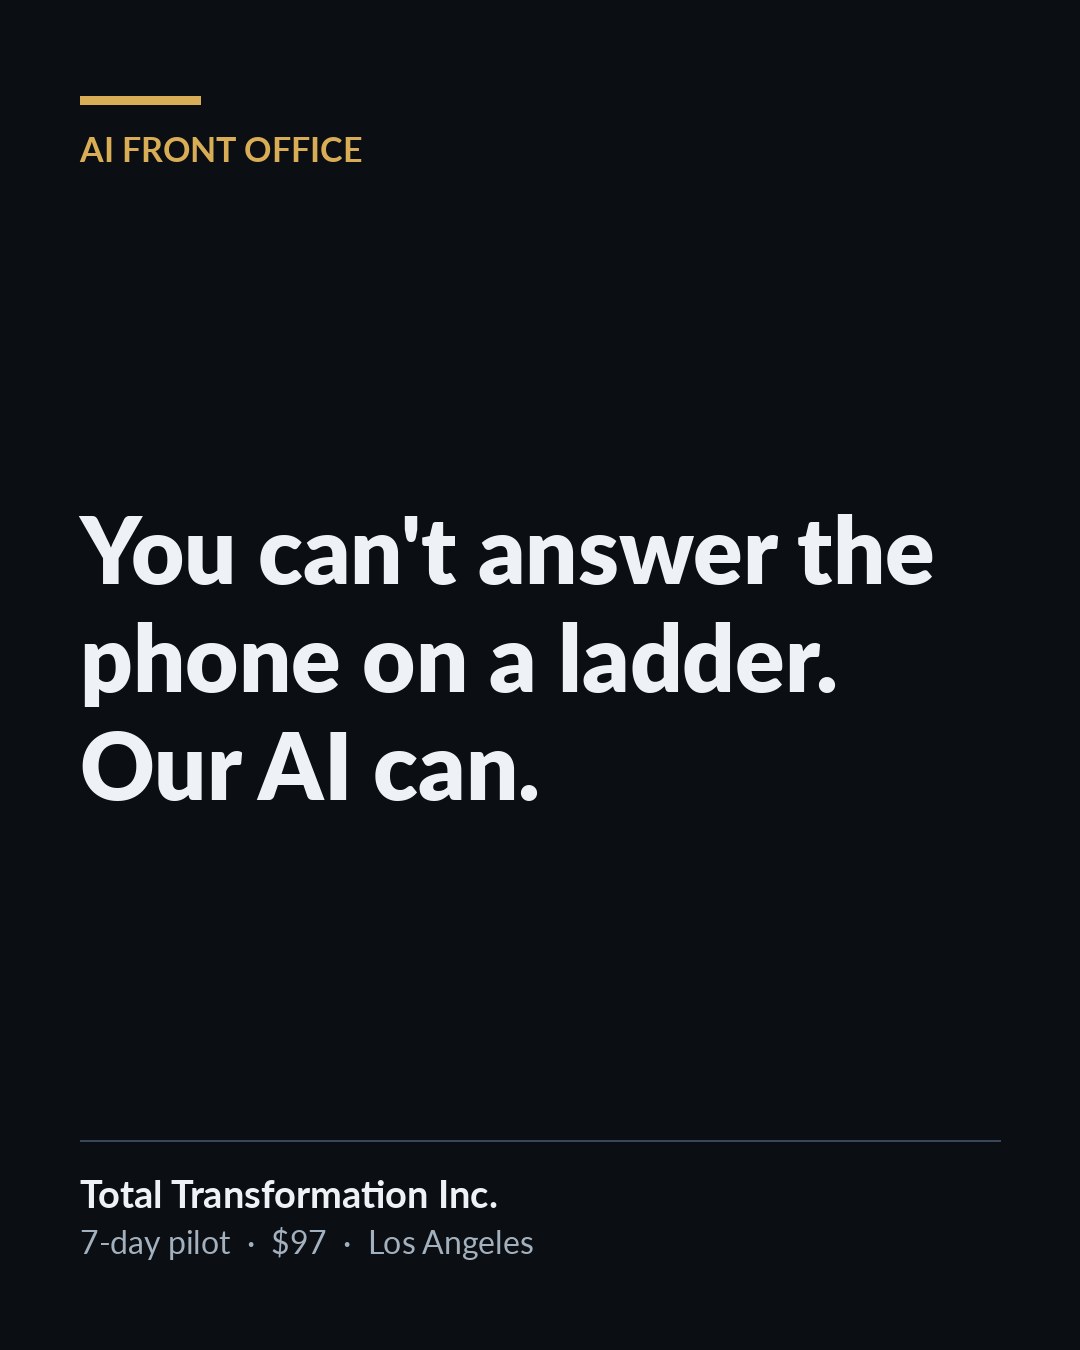 AI FRONT OFFICE
You can't answer the
phone on a ladder.
Our AI can.
Total Transformation Inc.
7-day pilot · $97 · Los Angeles